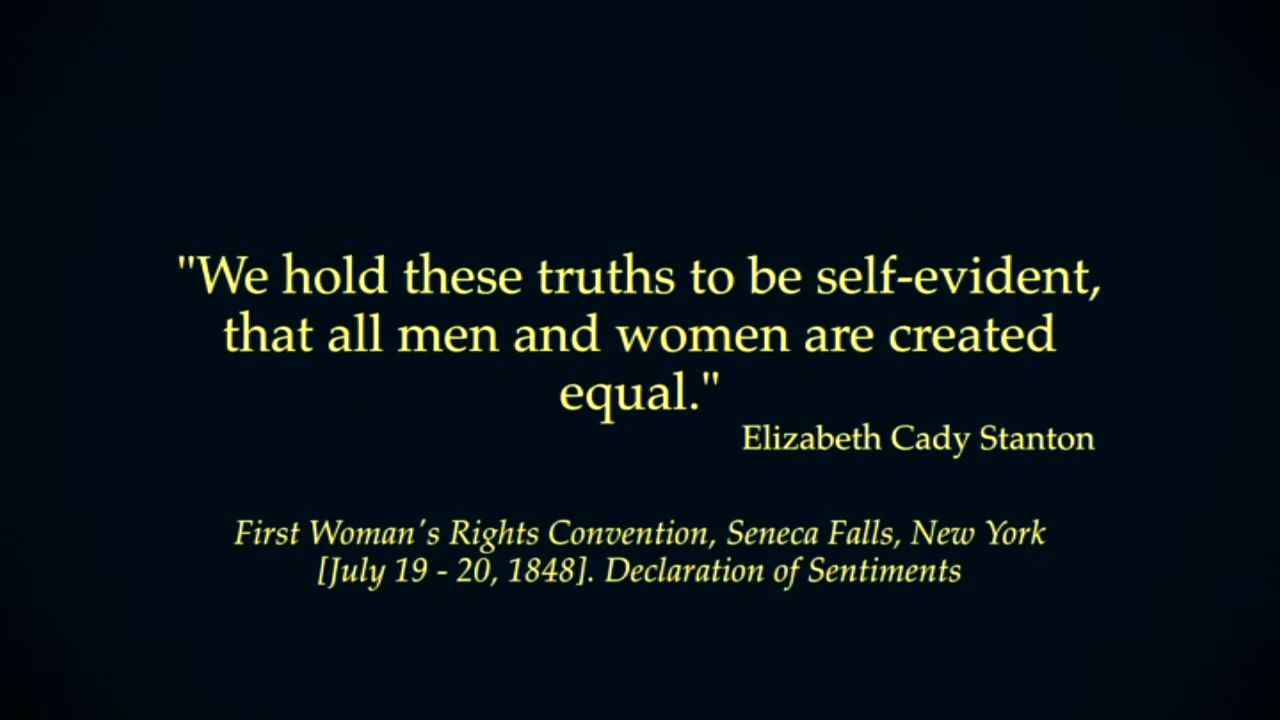 "We hold these truths to be self-evident,
that all men and women are created
equal."
Elizabeth Cady Stanton
First Woman's Rights Convention, Seneca Falls, New York
[July 19 - 20, 1848]. Declaration of Sentiments